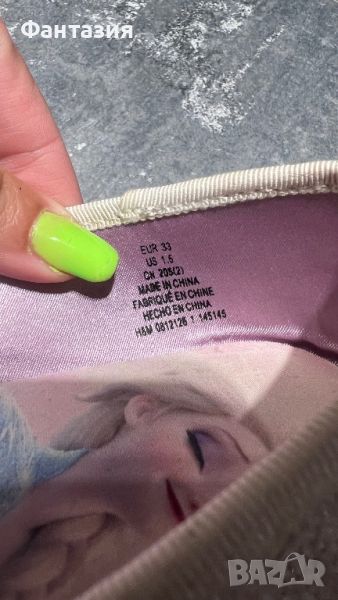 Фантазия
EUR 33
US 1.5
CN 205(2)
MADE IN CHINA
FABRIQUÉ EN CHINE
HECHO EN CHINA
H&M 0812128 1 145145
BAZAR